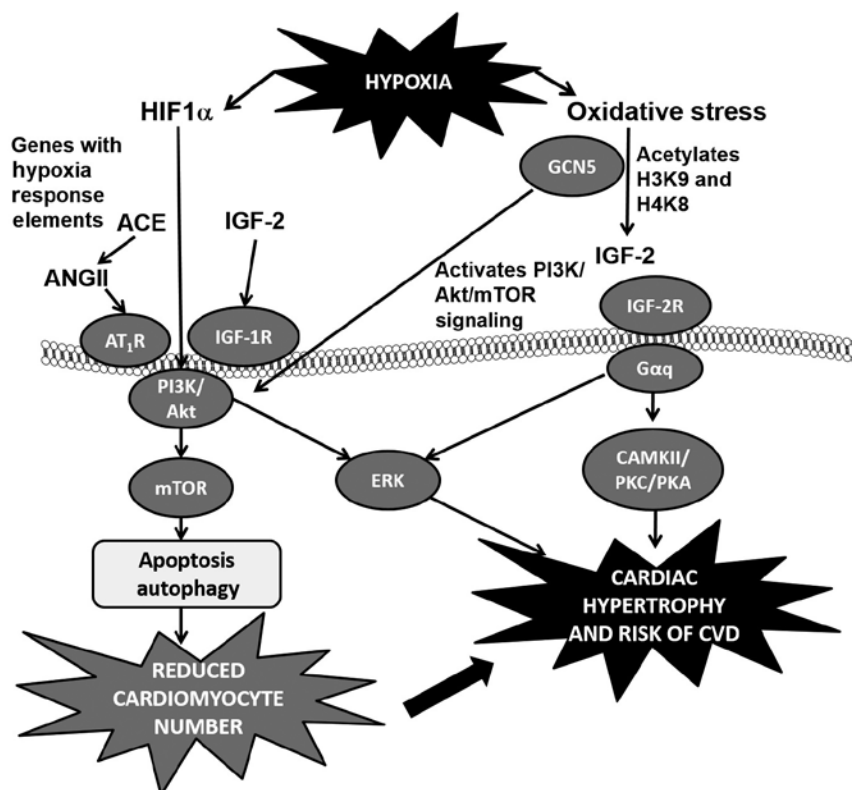 HYPOXIA
HIF1α
Oxidative stress
Genes with
hypoxia
response
elements
GCN5
Acetylates
H3K9 and
H4K8
ACE
IGF-2
ANGII
IGF-2
Activates PI3K/
Akt/mTOR
signaling
IGF-2R
AT₁R
IGF-1R
Gαq
PI3K/
Akt
mTOR
ERK
CAMKII/
PKC/PKA
Apoptosis
autophagy
CARDIAC
HYPERTROPHY
AND RISK OF CVD
REDUCED
CARDIOMYOCYTE
NUMBER